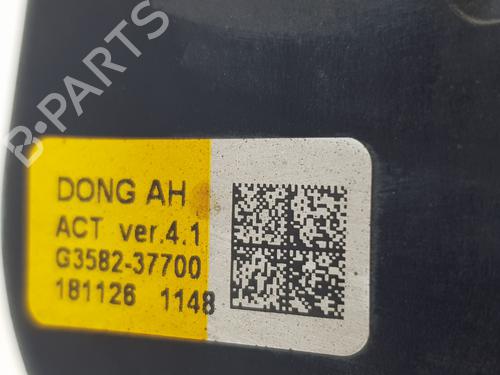 B-PARTS
DONG AH
ACT ver.4.1
G3582-37700
181126 1148